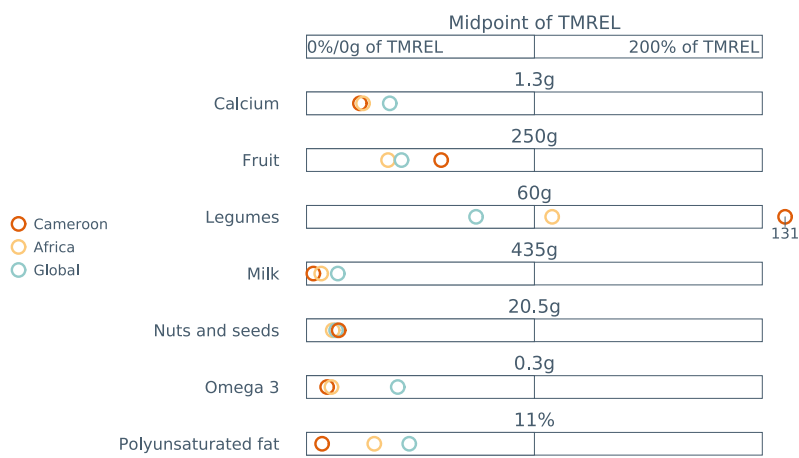 Midpoint of TMREL
0%/0g of TMREL 200% of TMREL
1.3g
Calcium
250g
Fruit
60g
Legumes
131
Cameroon
Africa
Global
435g
Milk
20.5g
Nuts and seeds
0.3g
Omega 3
11%
Polyunsaturated fat